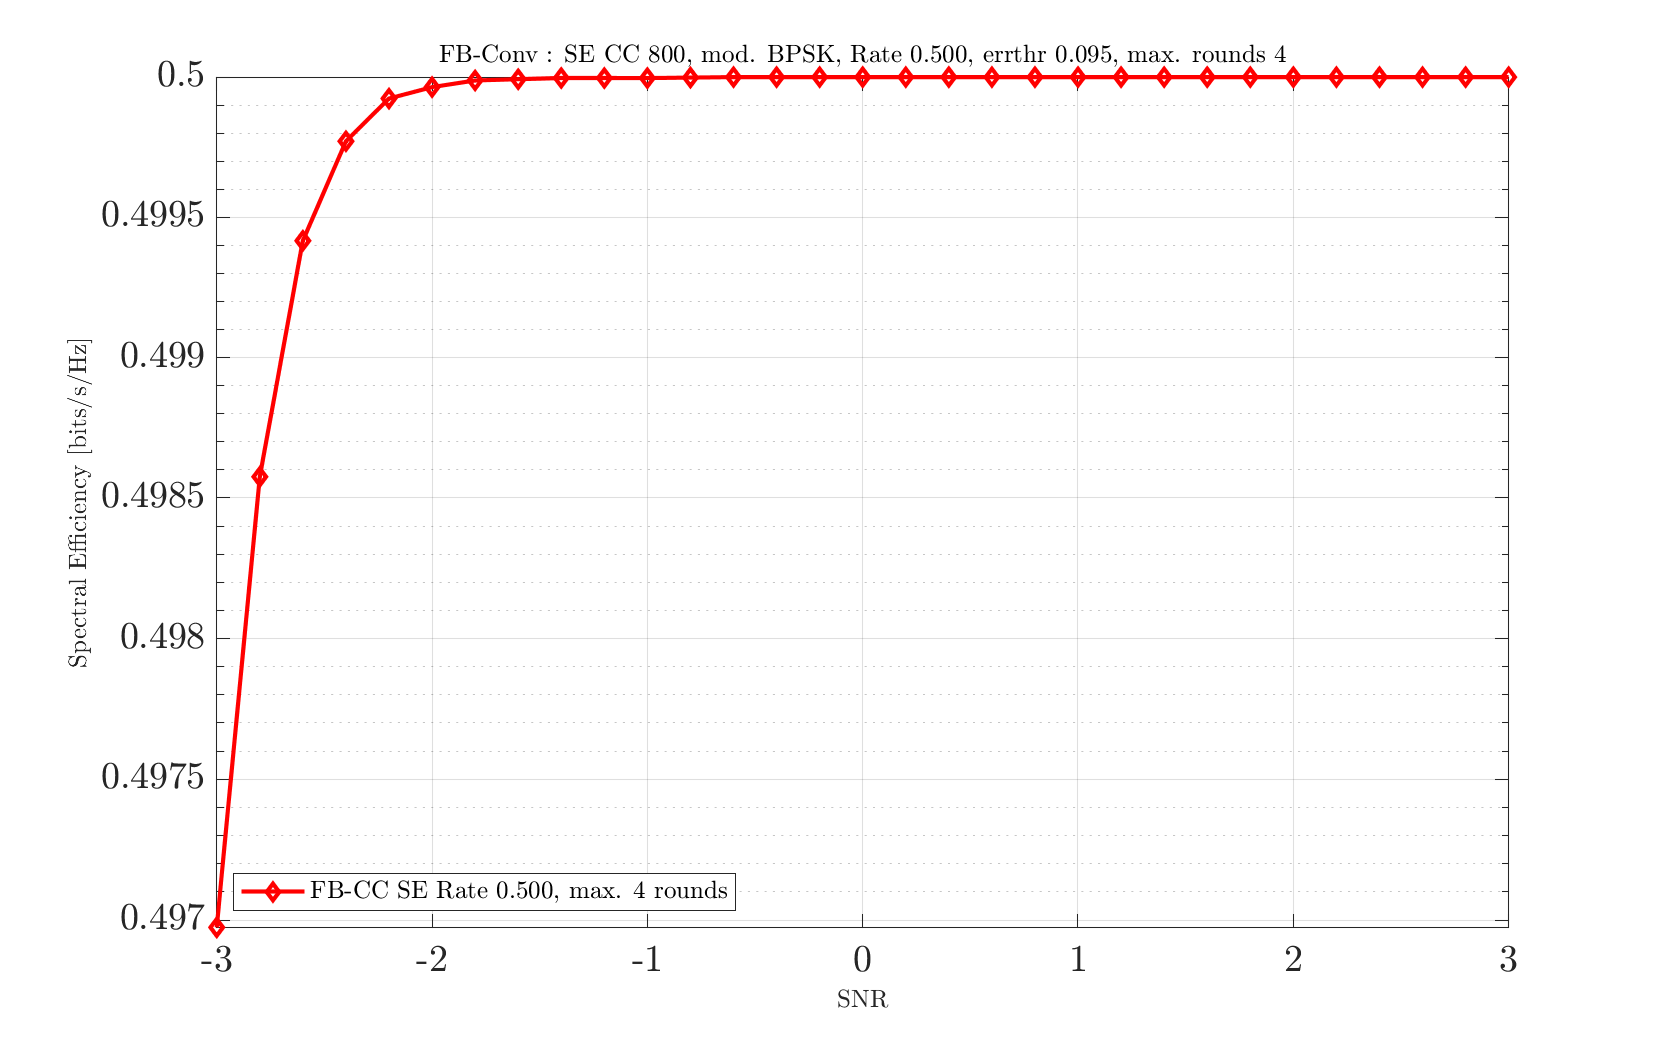 FB-Conv : SE CC 800, mod. BPSK, Rate 0.500, errthr 0.095, max. rounds 4
0.5
0.4995
0.499
0.4985
0.498
0.4975
0.497
Spectral Efficiency [bits/s/Hz]
FB-CC SE Rate 0.500, max. 4 rounds
-3 -2 -1 0 1 2 3
SNR